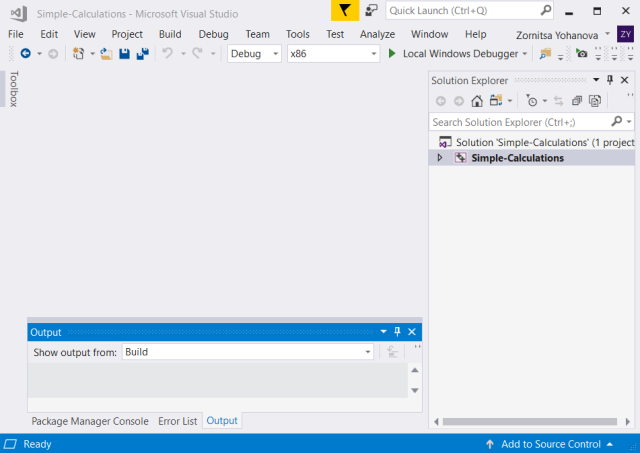 Simple-Calculations - Microsoft Visual Studio
Quick Launch (Ctrl+Q)
File Edit View Project Build Debug Team Tools Test Analyze Window Help Zornitsa Yohanova ZY
Debug x86 Local Windows Debugger
Toolbox
Solution Explorer
Search Solution Explorer (Ctrl+;)
Solution 'Simple-Calculations' (1 project
Simple-Calculations
Output
Show output from: Build
Package Manager Console Error List Output
Ready Add to Source Control